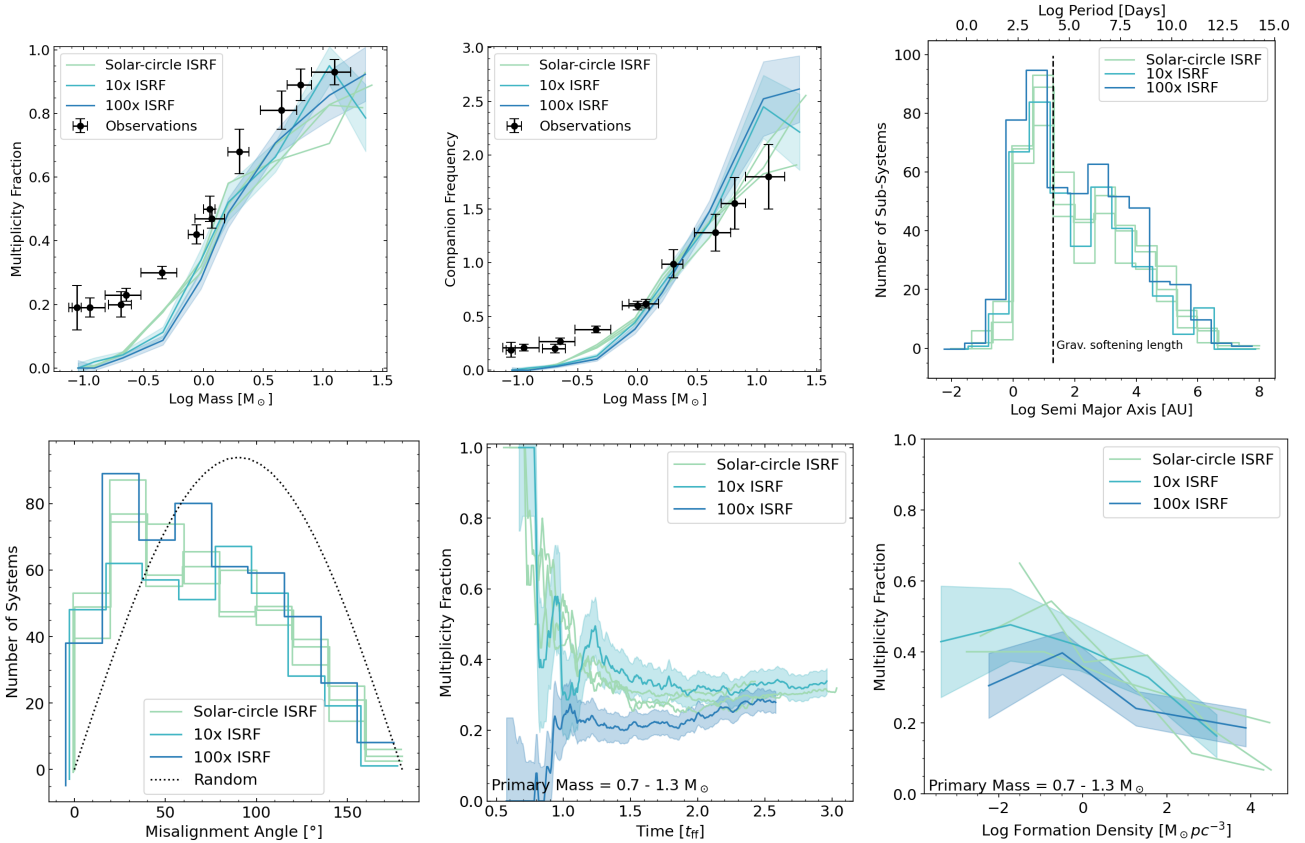 1.0
0.8
0.6
0.4
0.2
0.0
Multiplicity Fraction
Solar-circle ISRF
10x ISRF
100x ISRF
Observations
−1.0 −0.5 0.0 0.5 1.0 1.5
Log Mass [M⊙]
3.0
2.5
2.0
1.5
1.0
0.5
0.0
Companion Frequency
Solar-circle ISRF
10x ISRF
100x ISRF
Observations
−1.0 −0.5 0.0 0.5 1.0 1.5
Log Mass [M⊙]
Log Period [Days]
0.0 2.5 5.0 7.5 10.0 12.5 15.0
100
80
60
40
20
0
Number of Sub-Systems
Solar-circle ISRF
10x ISRF
100x ISRF
Grav. softening length
−2 0 2 4 6 8
Log Semi Major Axis [AU]
80
60
40
20
0
Number of Systems
Solar-circle ISRF
10x ISRF
100x ISRF
Random
0 50 100 150
Misalignment Angle [°]
1.0
0.8
0.6
0.4
0.2
0.0
Multiplicity Fraction
Solar-circle ISRF
10x ISRF
100x ISRF
Primary Mass = 0.7 - 1.3 M⊙
0.5 1.0 1.5 2.0 2.5 3.0
Time [tff]
1.0
0.8
0.6
0.4
0.2
0.0
Multiplicity Fraction
Solar-circle ISRF
10x ISRF
100x ISRF
Primary Mass = 0.7 - 1.3 M⊙
−2 0 2 4
Log Formation Density [M⊙ pc⁻³]